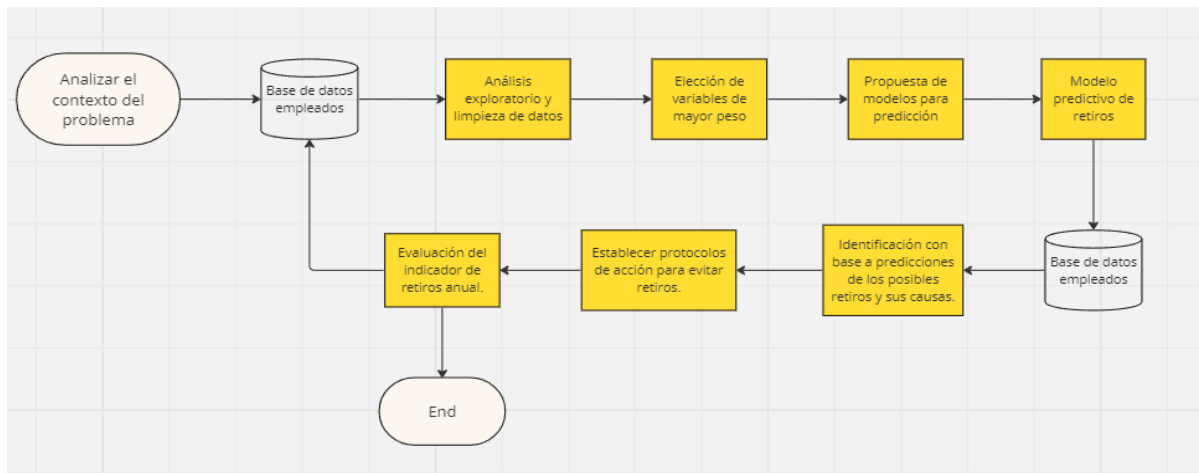 Analizar el
contexto del
problema
Base de datos
empleados
Análisis
exploratorio y
limpieza de datos
Elección de
variables de
mayor peso
Propuesta de
modelos para
predicción
Modelo
predictivo de
retiros
Base de datos
empleados
Identificación con
base a predicciones
de los posibles
retiros y sus causas.
Establecer protocolos
de acción para evitar
retiros.
Evaluación del
indicador de
retiros anual.
End